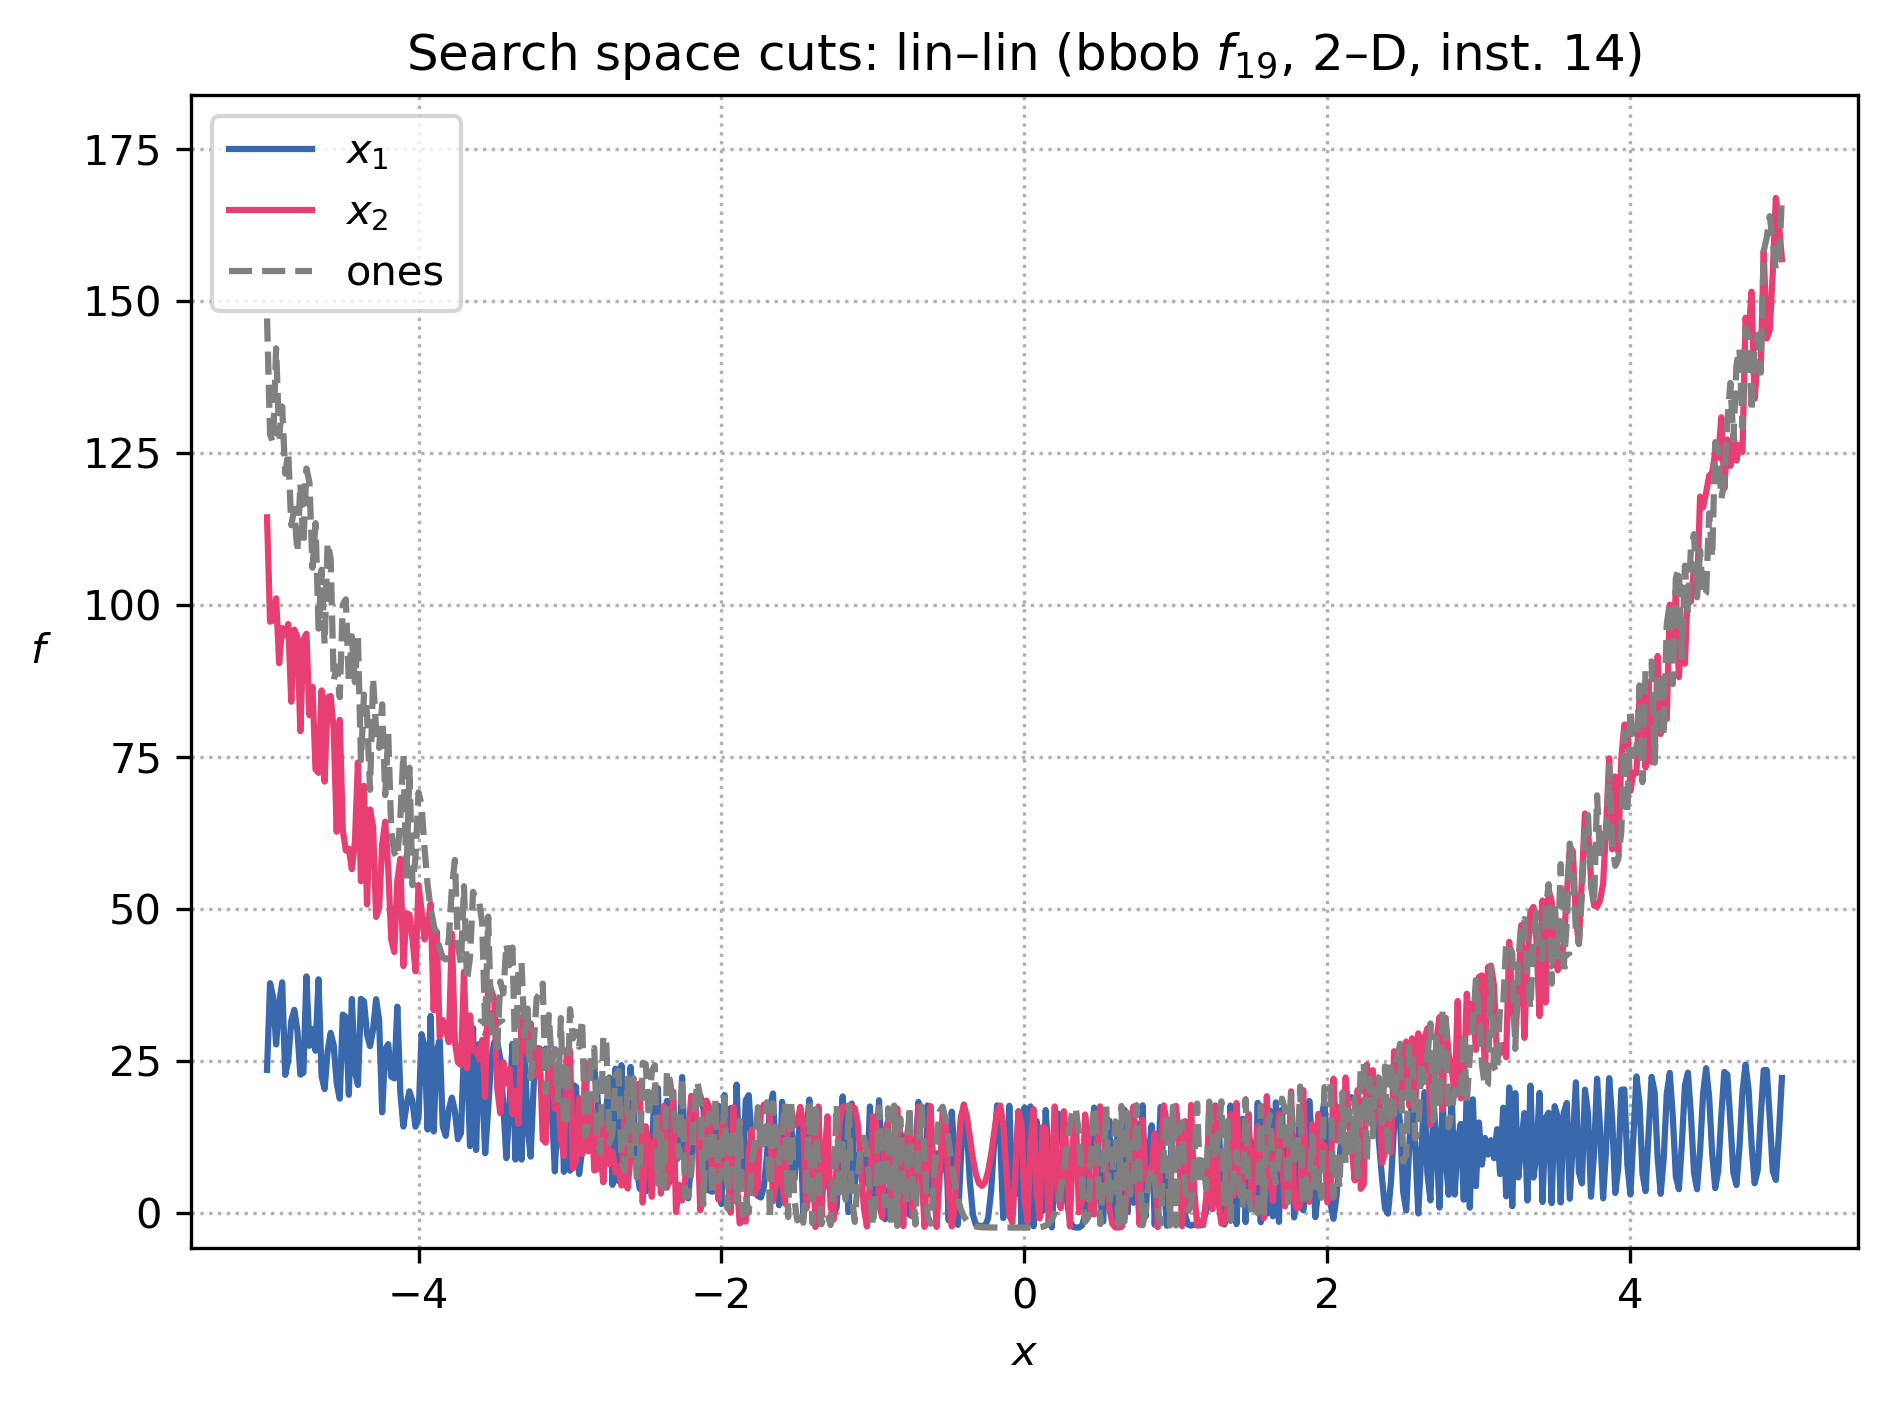 Search space cuts: lin–lin (bbob f19, 2–D, inst. 14)
x1
x2
ones
175
150
125
100
75
50
25
0
f
−4
−2
0
2
4
x